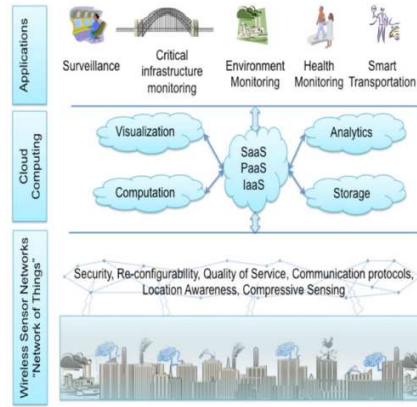 Applications
Surveillance
Critical
infrastructure
monitoring
Environment
Monitoring
Health
Monitoring
Smart
Transportation
Cloud
Computing
Visualization
Computation
SaaS
PaaS
IaaS
Analytics
Storage
Wireless Sensor Networks
"Network of Things"
Security, Re-configurability, Quality of Service, Communication protocols,
Location Awareness, Compressive Sensing